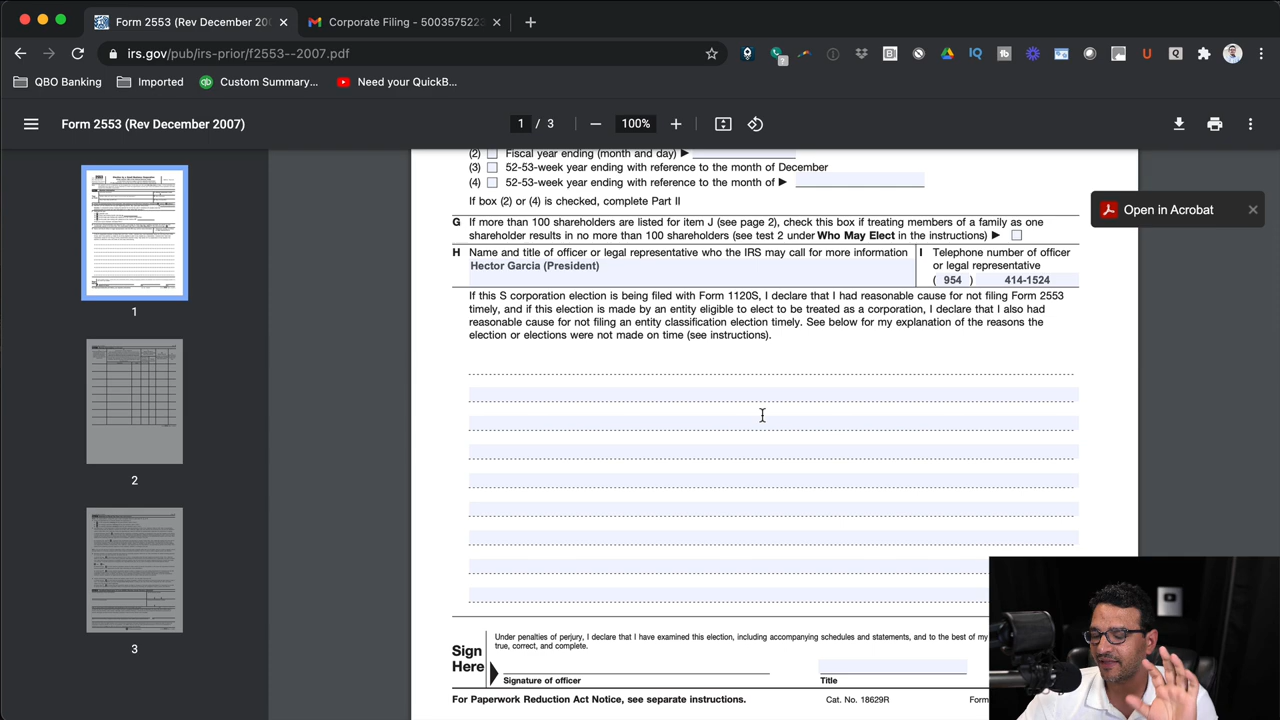 Form 2553 (Rev December 200
Corporate Filing - 5003575223
irs.gov/pub/irs-prior/f2553--2007.pdf
QBO Banking
Imported
Custom Summary...
Need your QuickB...
Form 2553 (Rev December 2007)
1 / 3
100%
Open in Acrobat
1
2
3
(2) Fiscal year ending (month and day) ►
(3) 52-53-week year ending with reference to the month of December
(4) 52-53-week year ending with reference to the month of ►
If box (2) or (4) is checked, complete Part II
G If more than 100 shareholders are listed for item J (see page 2), check this box if treating members of a family as one
shareholder results in no more than 100 shareholders (see test 2 under Who May Elect in the instructions) ►
H Name and title of officer or legal representative who the IRS may call for more information
Hector Garcia (President)
I Telephone number of officer
or legal representative
( 954 ) 414-1524
If this S corporation election is being filed with Form 1120S, I declare that I had reasonable cause for not filing Form 2553
timely, and if this election is made by an entity eligible to elect to be treated as a corporation, I declare that I also had
reasonable cause for not filing an entity classification election timely. See below for my explanation of the reasons the
election or elections were not made on time (see instructions).
Sign
Here
Under penalties of perjury, I declare that I have examined this election, including accompanying schedules and statements, and to the best of my
true, correct, and complete.
Signature of officer
Title
For Paperwork Reduction Act Notice, see separate instructions.
Cat. No. 18629R
Form